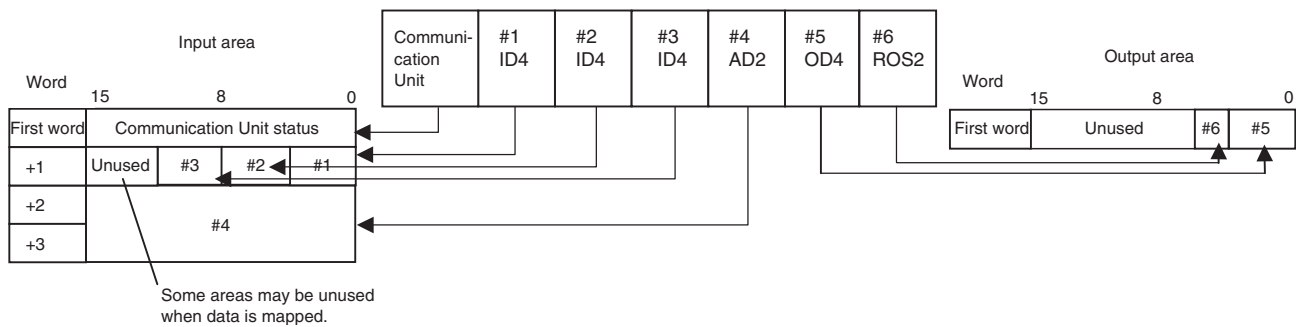 Input area
Word
15 8 0
First word Communication Unit status
+1 Unused #3 #2 #1
+2
#4
+3
Some areas may be unused
when data is mapped.
Communi-
cation
Unit
#1
ID4
#2
ID4
#3
ID4
#4
AD2
#5
OD4
#6
ROS2
Output area
Word
15 8 0
First word Unused #6 #5